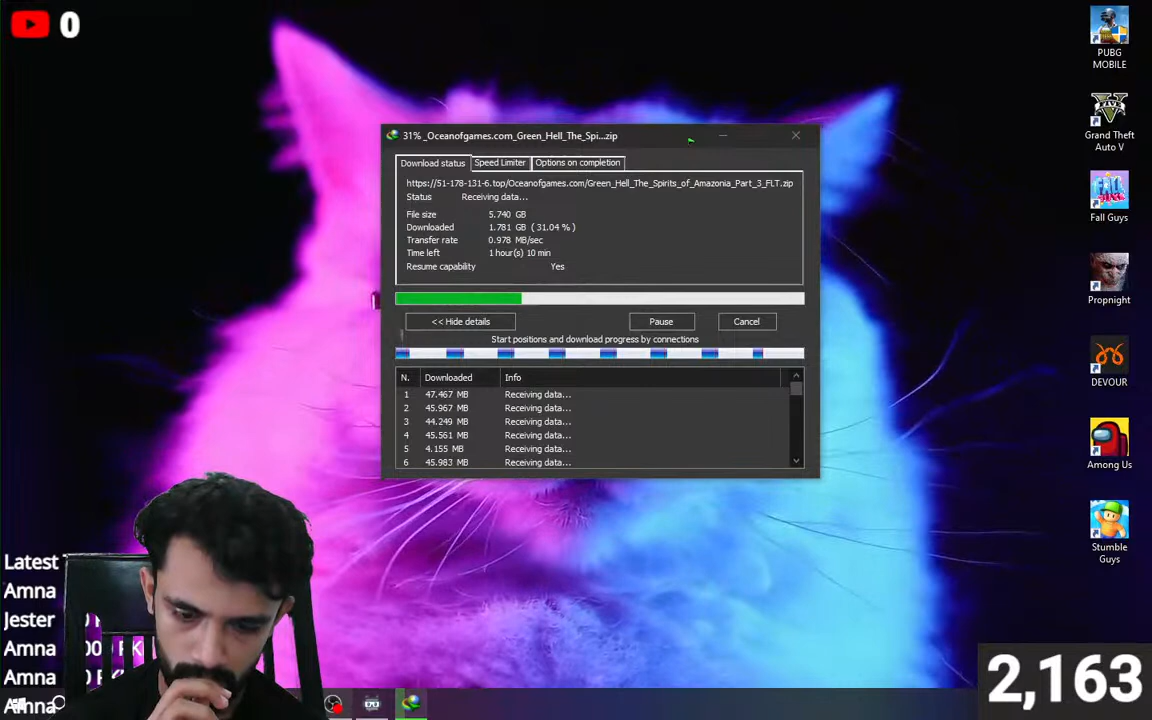 0
PUBG
MOBILE
Grand Theft
Auto V
Fall Guys
Propnight
DEVOUR
Among Us
Stumble
Guys
31% _Oceanofgames.com_Green_Hell_The_Spi...zip
Download status
Speed Limiter
Options on completion
https://51-178-131-6.top/Oceanofgames.com/Green_Hell_The_Spirits_of_Amazonia_Part_3_FLT.zip
Status Receiving data...
File size 5.740 GB
Downloaded 1.781 GB ( 31.04 % )
Transfer rate 0.978 MB/sec
Time left 1 hour(s) 10 min
Resume capability Yes
<< Hide details
Pause
Cancel
Start positions and download progress by connections
N. Downloaded Info
1 47.467 MB Receiving data...
2 45.967 MB Receiving data...
3 44.249 MB Receiving data...
4 45.561 MB Receiving data...
5 4.155 MB Receiving data...
6 45.983 MB Receiving data...
Latest
Amna
Jester
Amna
Amna
Amna
2,163